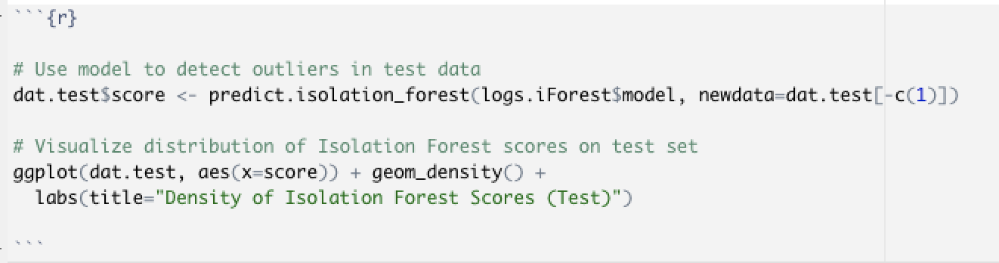 ```{r}
# Use model to detect outliers in test data
dat.test$score <- predict.isolation_forest(logs.iForest$model, newdata=dat.test[-c(1)])
# Visualize distribution of Isolation Forest scores on test set
ggplot(dat.test, aes(x=score)) + geom_density() +
  labs(title="Density of Isolation Forest Scores (Test)")
```